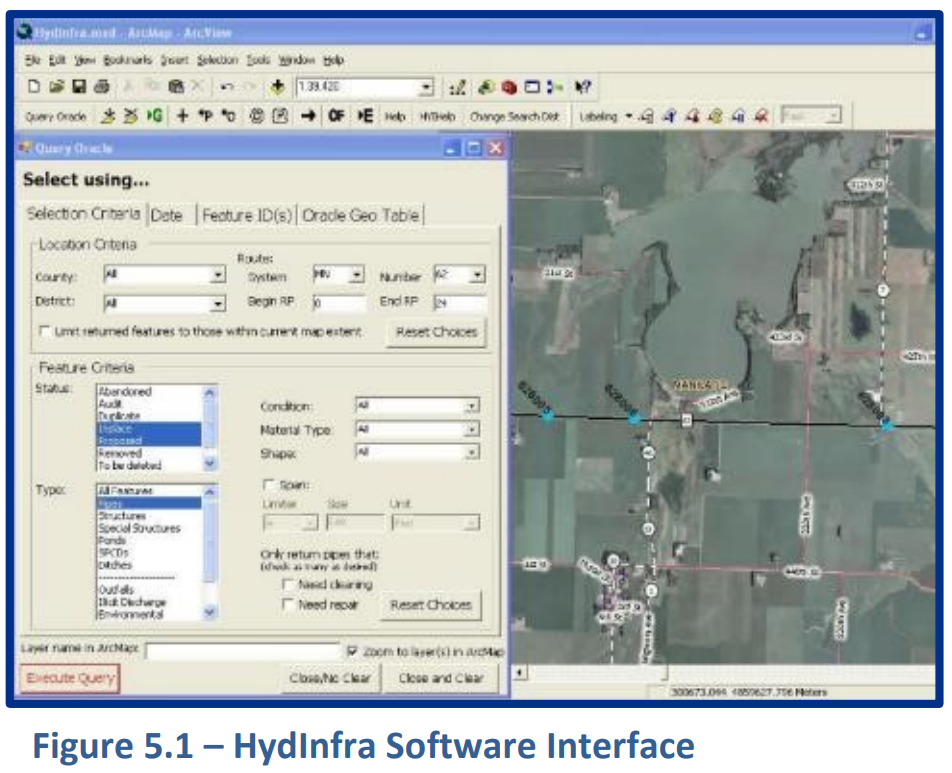 HydInfra.mxd - ArcMap - ArcView
File Edit View Bookmarks Insert Selection Tools Window Help
1:39,420
Query Oracle Help HYDHelp Change Search Dist Labeling
Query Oracle
Select using...
Selection Criteria Date Feature ID(s) Oracle Geo Table
Location Criteria
Route:
County: All System MN Number 62
District: All Begin RP 0 End RP 24
Limit returned features to those within current map extent Reset Choices
Feature Criteria
Status:
Abandoned
Audit
Duplicate
Inplace
Proposed
Removed
To be deleted
Condition: All
Material Type: All
Shape: All
Type:
All Features
Pipes
Structures
Special Structures
Ponds
SPCDs
Ditches
--------------------
Outfalls
Illicit Discharge
Environmental
Span:
Limiter Size Unit
Feet
Only return pipes that:
(check as many as desired)
Need cleaning
Need repair Reset Choices
Layer name in ArcMap: Zoom to layer(s) in ArcMap
Execute Query Close/No Clear Close and Clear
300673.044 4859627.756 Meters
Figure 5.1 – HydInfra Software Interface